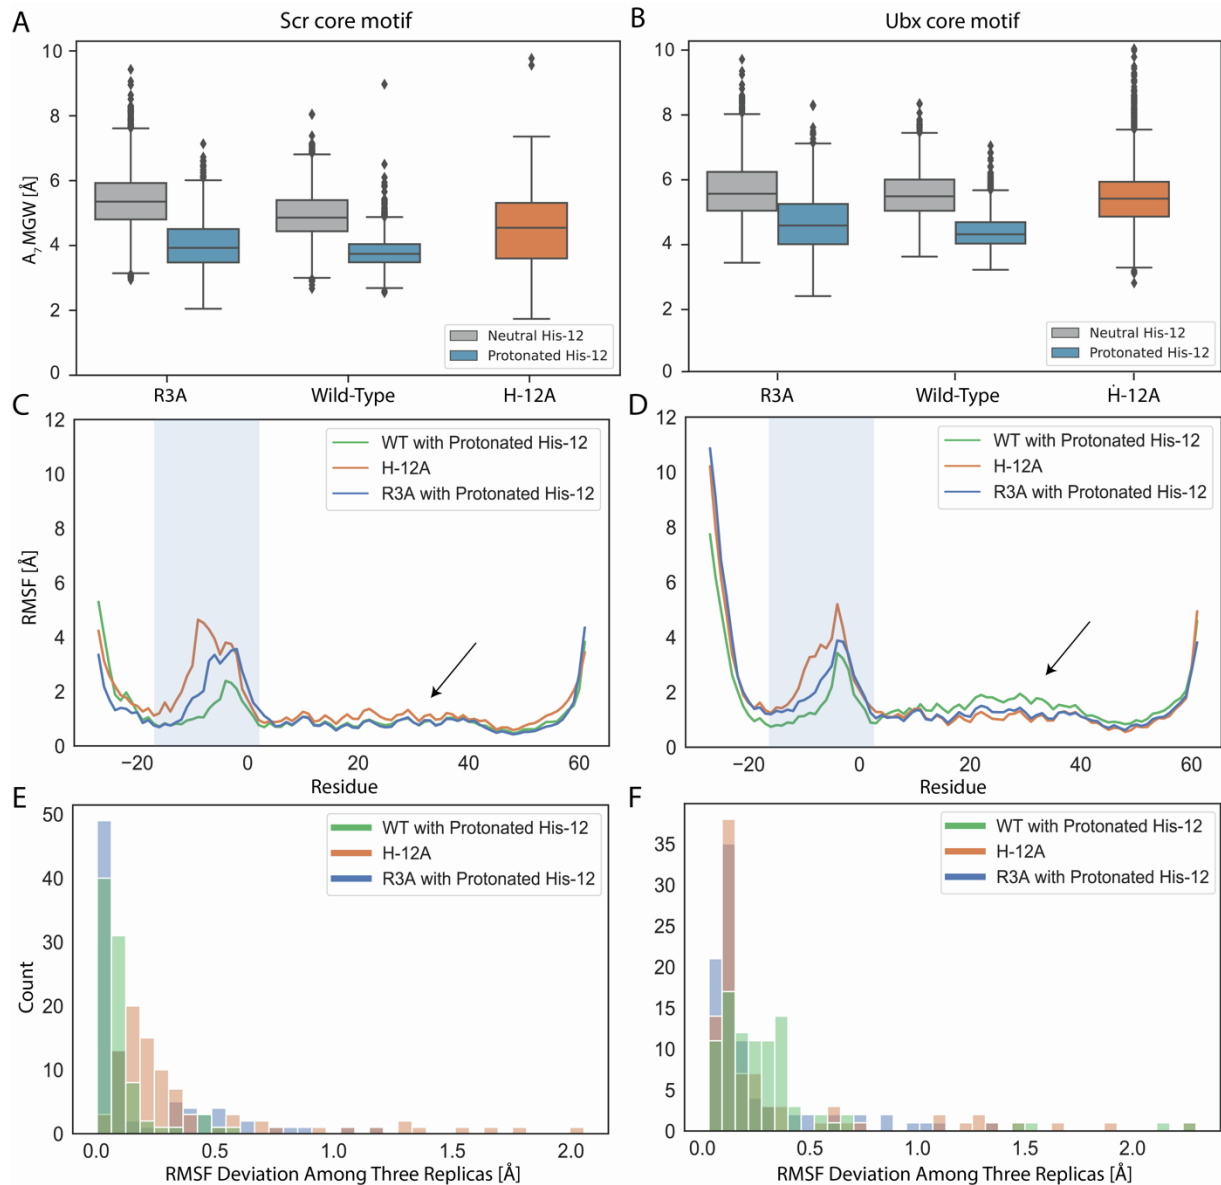 A
Scr core motif
10
8
6
4
2
0
A₇ MGW [Å]
Neutral His-12
Protonated His-12
R3A
Wild-Type
H-12A
B
Ubx core motif
10
8
6
4
2
0
Neutral His-12
Protonated His-12
R3A
Wild-Type
H-12A
C
12
10
8
6
4
2
0
RMSF [Å]
WT with Protonated His-12
H-12A
R3A with Protonated His-12
−20
0
20
40
60
Residue
D
12
10
8
6
4
2
0
WT with Protonated His-12
H-12A
R3A with Protonated His-12
−20
0
20
40
60
Residue
E
50
40
30
20
10
0
Count
WT with Protonated His-12
H-12A
R3A with Protonated His-12
0.0
0.5
1.0
1.5
2.0
RMSF Deviation Among Three Replicas [Å]
F
35
30
25
20
15
10
5
0
WT with Protonated His-12
H-12A
R3A with Protonated His-12
0.0
0.5
1.0
1.5
2.0
RMSF Deviation Among Three Replicas [Å]